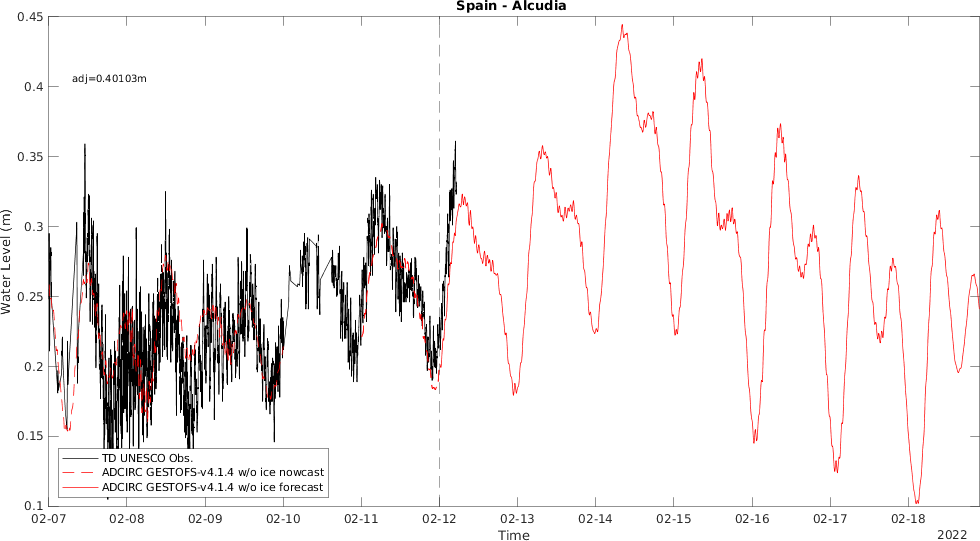 Spain - Alcudia
0.45
0.4
0.35
0.3
0.25
0.2
0.15
0.1
Water Level (m)
adj=0.40103m
TD UNESCO Obs.
ADCIRC GESTOFS-v4.1.4 w/o ice nowcast
ADCIRC GESTOFS-v4.1.4 w/o ice forecast
02-07 02-08 02-09 02-10 02-11 02-12 02-13 02-14 02-15 02-16 02-17 02-18
Time
2022